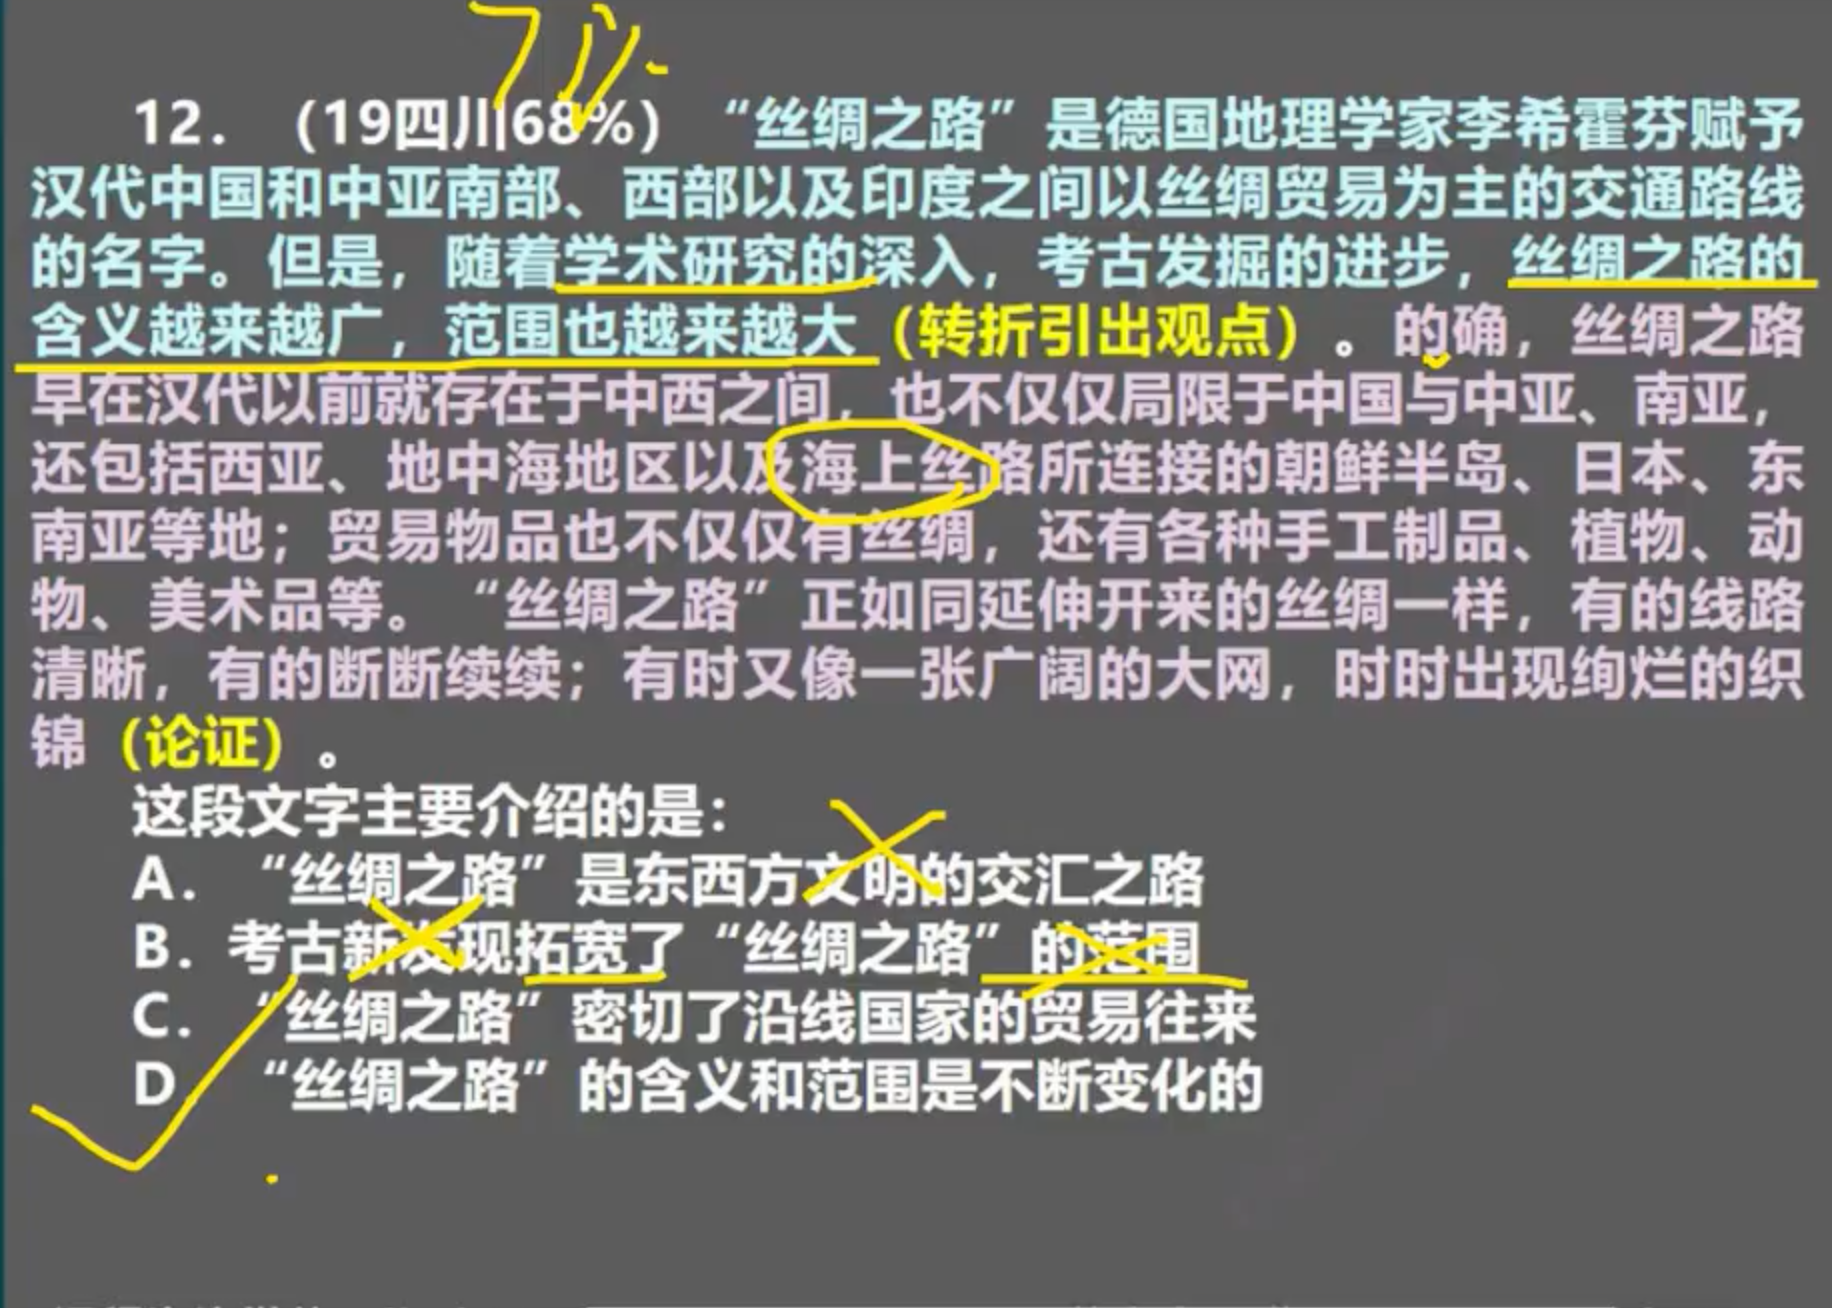 12. （19四川|68%）“丝绸之路”是德国地理学家李希霍芬赋予
汉代中国和中亚南部、西部以及印度之间以丝绸贸易为主的交通路线
的名字。但是，随着学术研究的深入，考古发掘的进步，丝绸之路的
含义越来越广，范围也越来越大（转折引出观点）。的确，丝绸之路
早在汉代以前就存在于中西之间，也不仅仅局限于中国与中亚、南亚，
还包括西亚、地中海地区以及海上丝路所连接的朝鲜半岛、日本、东
南亚等地；贸易物品也不仅仅有丝绸，还有各种手工制品、植物、动
物、美术品等。“丝绸之路”正如同延伸开来的丝绸一样，有的线路
清晰，有的断断续续；有时又像一张广阔的大网，时时出现绚烂的织
锦（论证）。
这段文字主要介绍的是：
A. “丝绸之路”是东西方文明的交汇之路
B. 考古新发现拓宽了“丝绸之路”的范围
C. “丝绸之路”密切了沿线国家的贸易往来
D “丝绸之路”的含义和范围是不断变化的